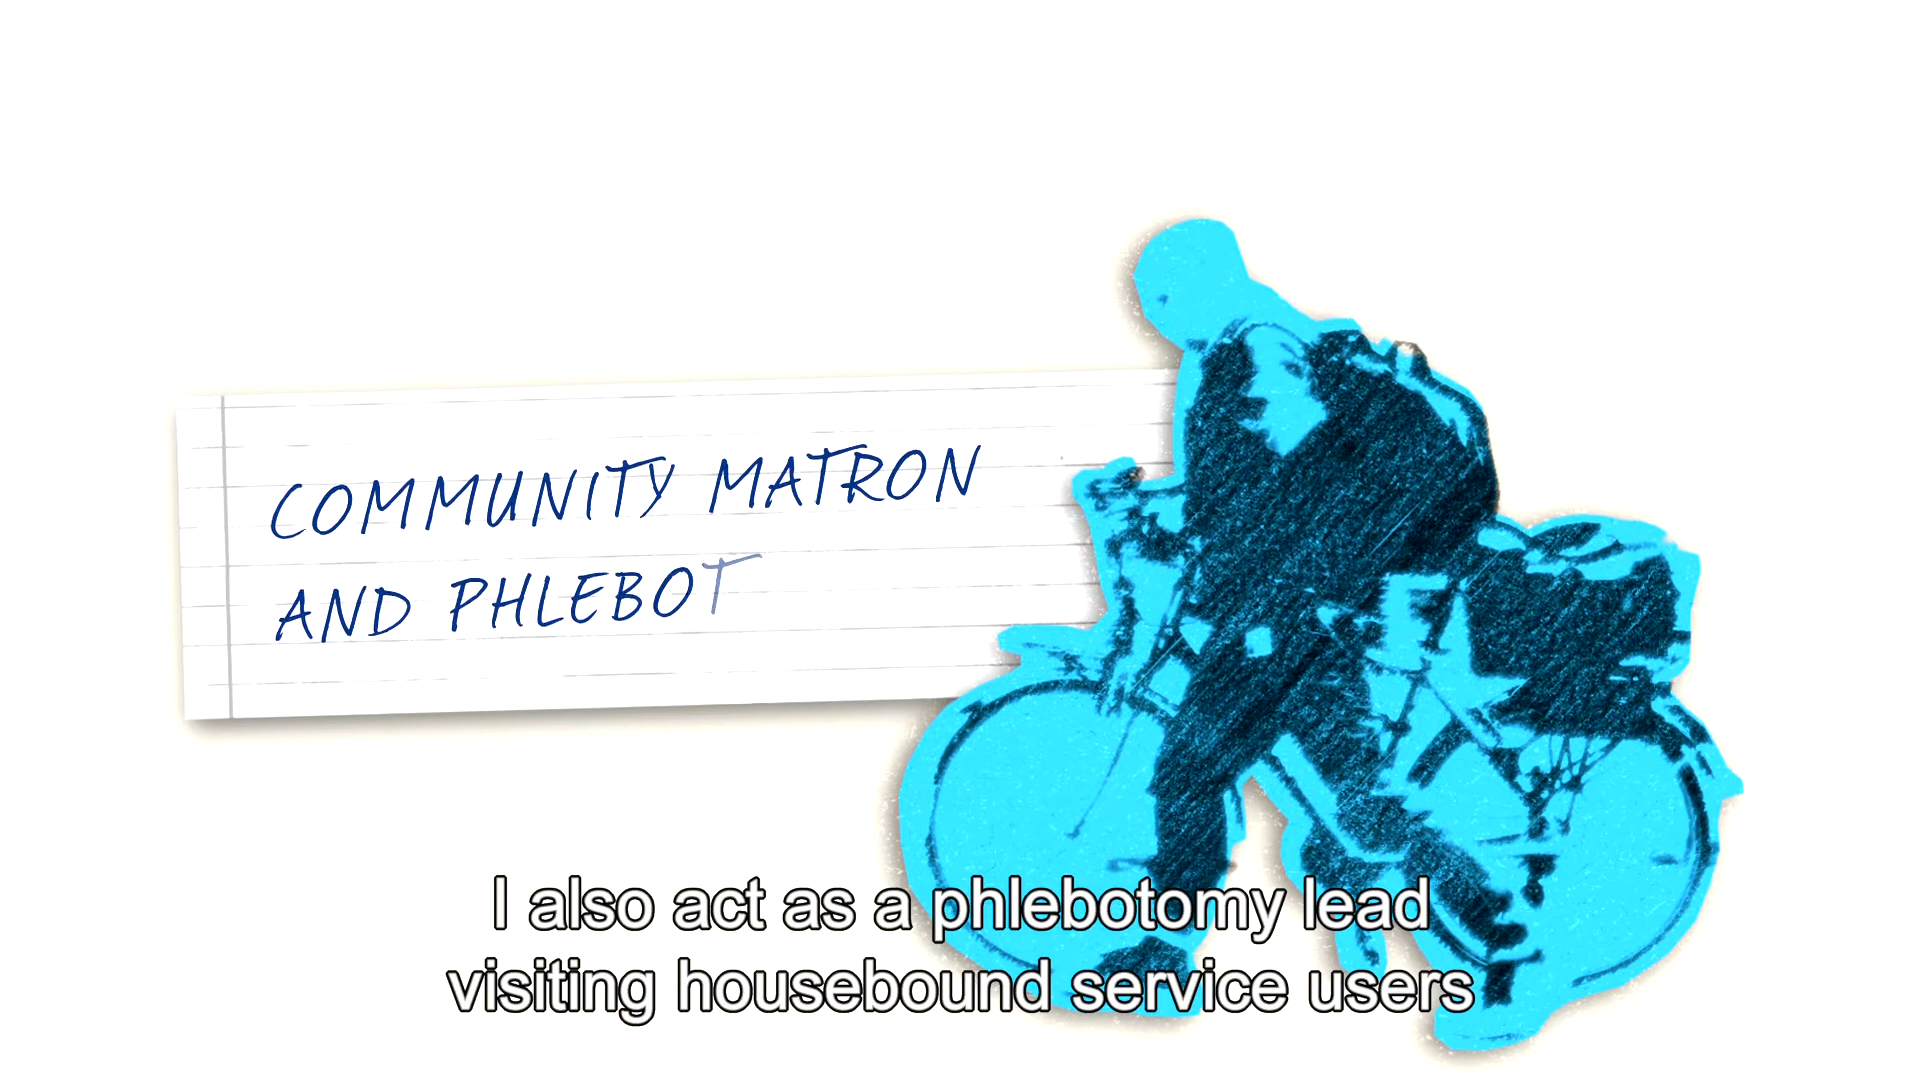 COMMUNITY MATRON
AND PHLEBOT
I also act as a phlebotomy lead
visiting housebound service users